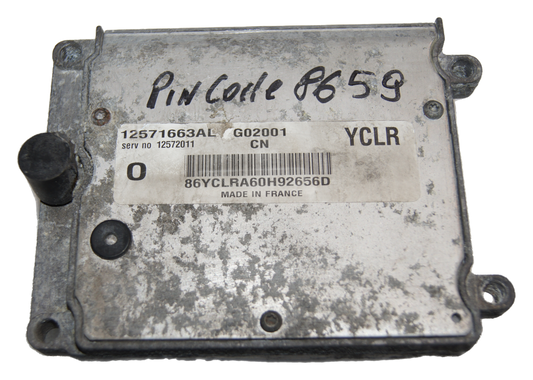 Pin Code 8659
12571663AL G02001 YCLR
serv no 12572011 CN
O
86YCLRA60H92656D
MADE IN FRANCE